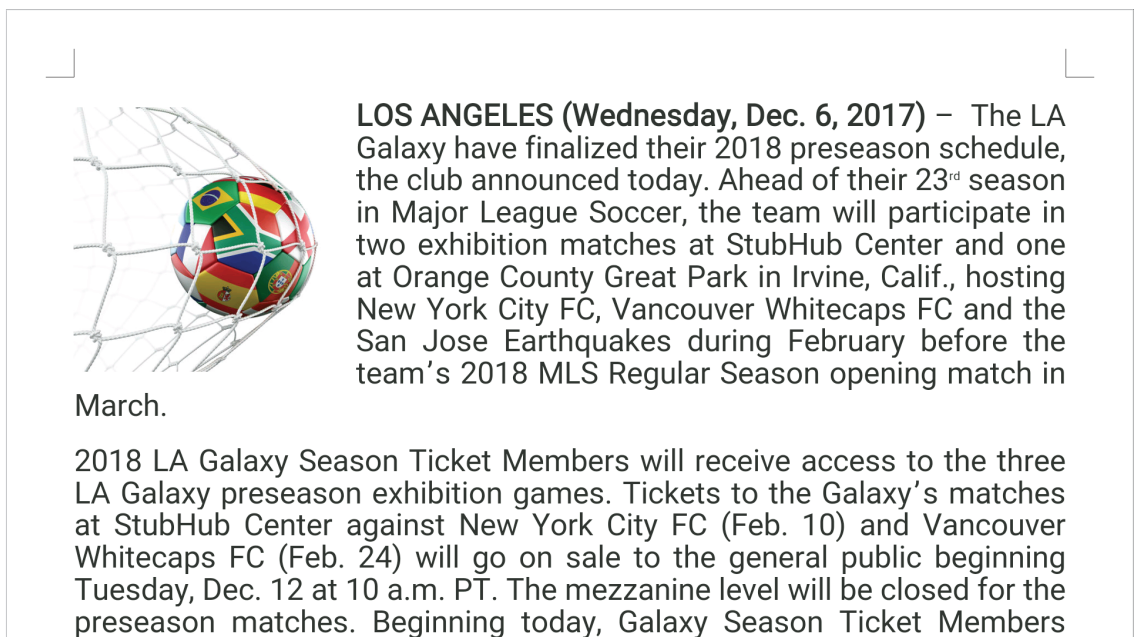 LOS ANGELES (Wednesday, Dec. 6, 2017) – The LA
Galaxy have finalized their 2018 preseason schedule,
the club announced today. Ahead of their 23rd season
in Major League Soccer, the team will participate in
two exhibition matches at StubHub Center and one
at Orange County Great Park in Irvine, Calif., hosting
New York City FC, Vancouver Whitecaps FC and the
San Jose Earthquakes during February before the
team’s 2018 MLS Regular Season opening match in
March.
2018 LA Galaxy Season Ticket Members will receive access to the three
LA Galaxy preseason exhibition games. Tickets to the Galaxy’s matches
at StubHub Center against New York City FC (Feb. 10) and Vancouver
Whitecaps FC (Feb. 24) will go on sale to the general public beginning
Tuesday, Dec. 12 at 10 a.m. PT. The mezzanine level will be closed for the
preseason matches. Beginning today, Galaxy Season Ticket Members